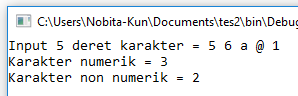 C:\Users\Nobita-Kun\Documents\tes2\bin\Debug
Input 5 deret karakter = 5 6 a @ 1
Karakter numerik = 3
Karakter non numerik = 2